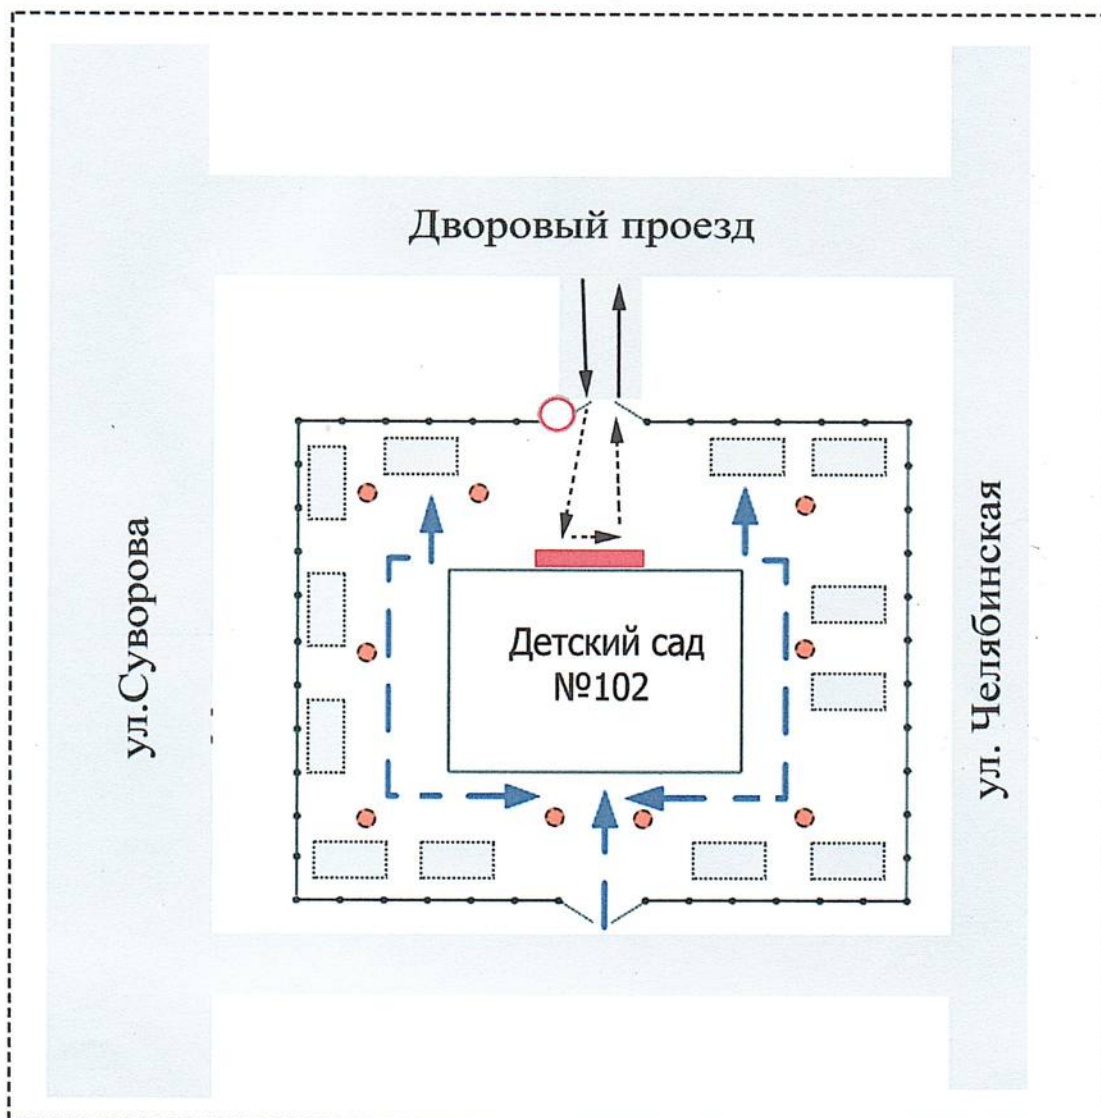 Дворовый проезд
ул.Суворова
ул. Челябинская
Детский сад
№102